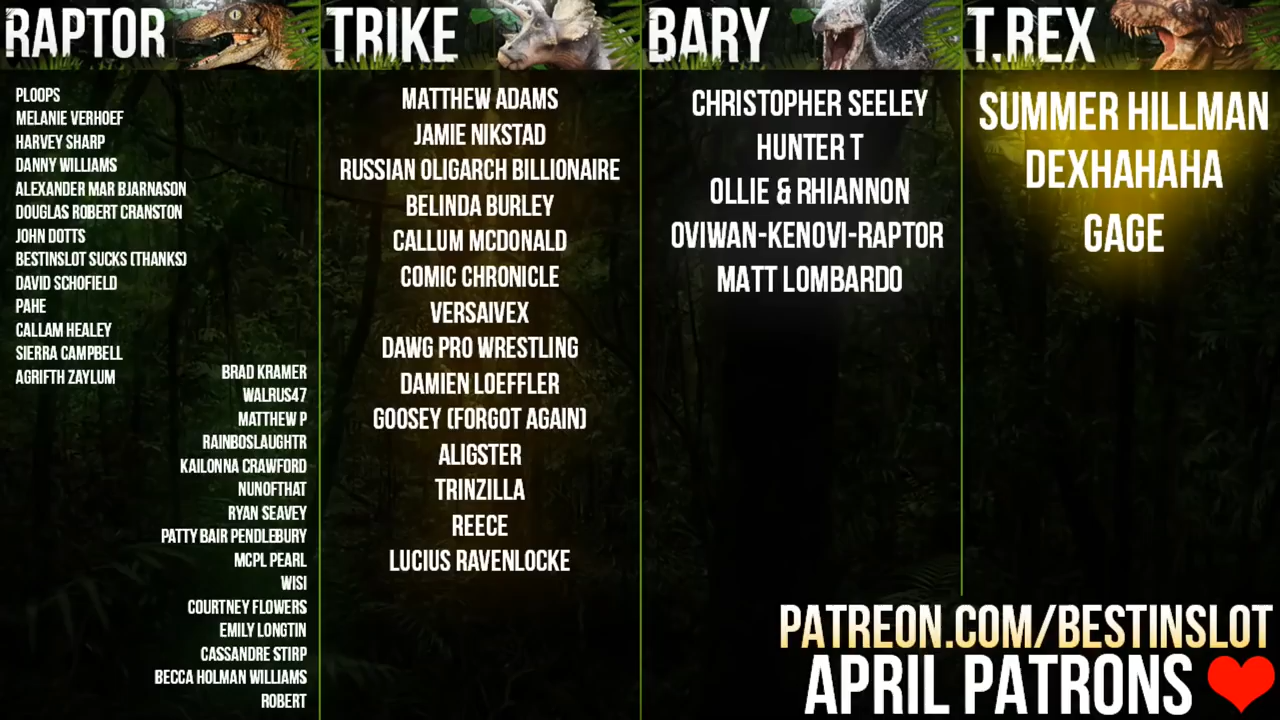 RAPTOR
PLOOPS
MELANIE VERHOEF
HARVEY SHARP
DANNY WILLIAMS
ALEXANDER MAR BJARNASON
DOUGLAS ROBERT CRANSTON
JOHN DOTTS
BESTINSLOT SUCKS (THANKS)
DAVID SCHOFIELD
PAHE
CALLAM HEALEY
SIERRA CAMPBELL
AGRIFTH ZAYLUM
BRAD KRAMER
WALRUS47
MATTHEW P
RAINBOSLAUGHTR
KAILONNA CRAWFORD
NUNOFTHAT
RYAN SEAVEY
PATTY BAIR PENDLEBURY
MCPL PEARL
WISI
COURTNEY FLOWERS
EMILY LONGTIN
CASSANDRE STIRP
BECCA HOLMAN WILLIAMS
ROBERT
TRIKE
MATTHEW ADAMS
JAMIE NIKSTAD
RUSSIAN OLIGARCH BILLIONAIRE
BELINDA BURLEY
CALLUM MCDONALD
COMIC CHRONICLE
VERSAIVEX
DAWG PRO WRESTLING
DAMIEN LOEFFLER
GOOSEY (FORGOT AGAIN)
ALIGSTER
TRINZILLA
REECE
LUCIUS RAVENLOCKE
BARY
CHRISTOPHER SEELEY
HUNTER T
OLLIE & RHIANNON
OVIWAN-KENOVI-RAPTOR
MATT LOMBARDO
T.REX
SUMMER HILLMAN
DEXHAHAHA
GAGE
PATREON.COM/BESTINSLOT
APRIL PATRONS